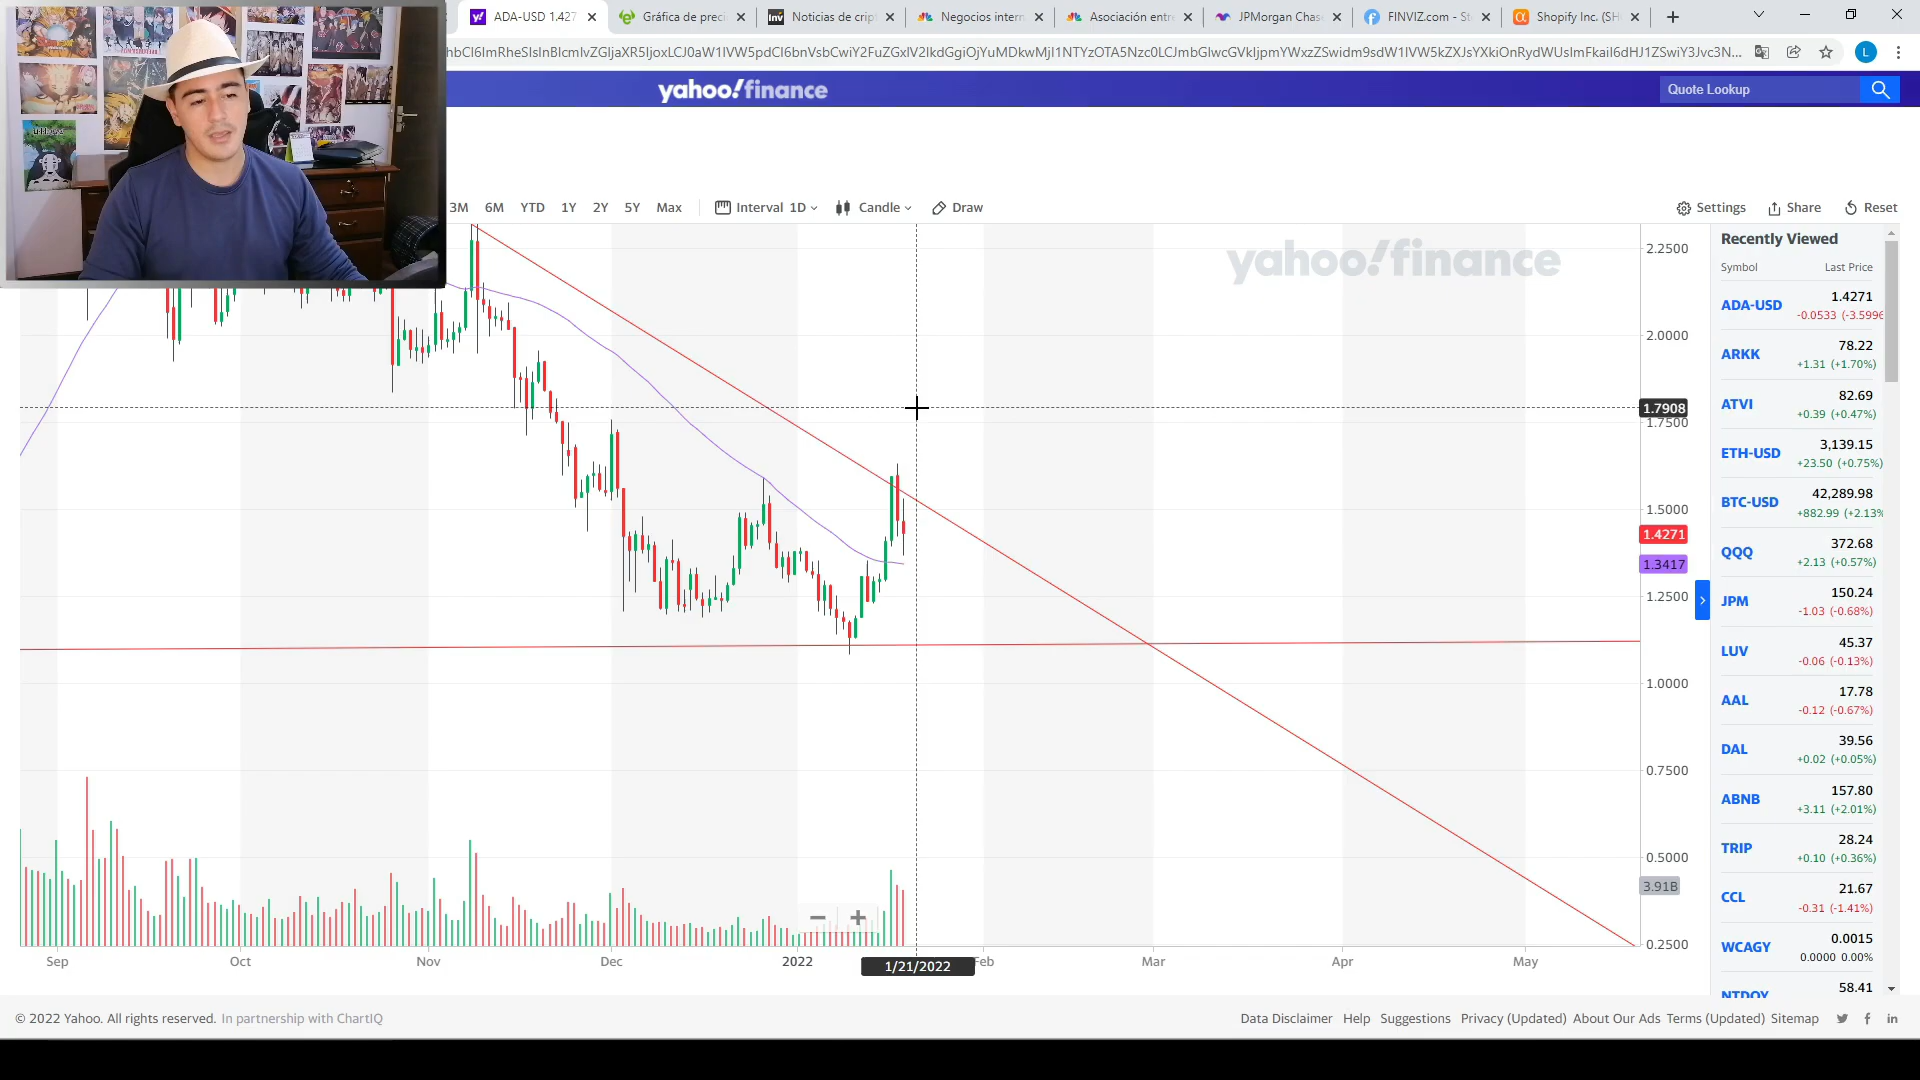 ADA-USD 1.427
Gráfica de preci
Noticias de crip
Negocios intern
Asociación entr
JPMorgan Chas
FINVIZ.com - St
Shopify Inc. (SH
L
yahoo!finance
Quote Lookup
3M 6M YTD 1Y 2Y 5Y Max Interval 1D Candle Draw
Settings Share Reset
yahoo!finance
2.2500
2.0000
1.7908
1.7500
1.5000
1.4271
1.3417
1.2500
1.0000
0.7500
0.5000
3.91B
0.2500
Sep Oct Nov Dec 2022 1/21/2022 Feb Mar Apr May
Recently Viewed
Symbol Last Price
ADA-USD 1.4271
-0.0533 (-3.5996
ARKK 78.22
+1.31 (+1.70%)
ATVI 82.69
+0.39 (+0.47%)
ETH-USD 3,139.15
+23.50 (+0.75%)
BTC-USD 42,289.98
+882.99 (+2.13%
QQQ 372.68
+2.13 (+0.57%)
JPM 150.24
-1.03 (-0.68%)
LUV 45.37
-0.06 (-0.13%)
AAL 17.78
-0.12 (-0.67%)
DAL 39.56
+0.02 (+0.05%)
ABNB 157.80
+3.11 (+2.01%)
TRIP 28.24
+0.10 (+0.36%)
CCL 21.67
-0.31 (-1.41%)
WCAGY 0.0015
0.0000 0.00%
NTDOY 58.41
© 2022 Yahoo. All rights reserved. In partnership with ChartIQ
Data Disclaimer Help Suggestions Privacy (Updated) About Our Ads Terms (Updated) Sitemap